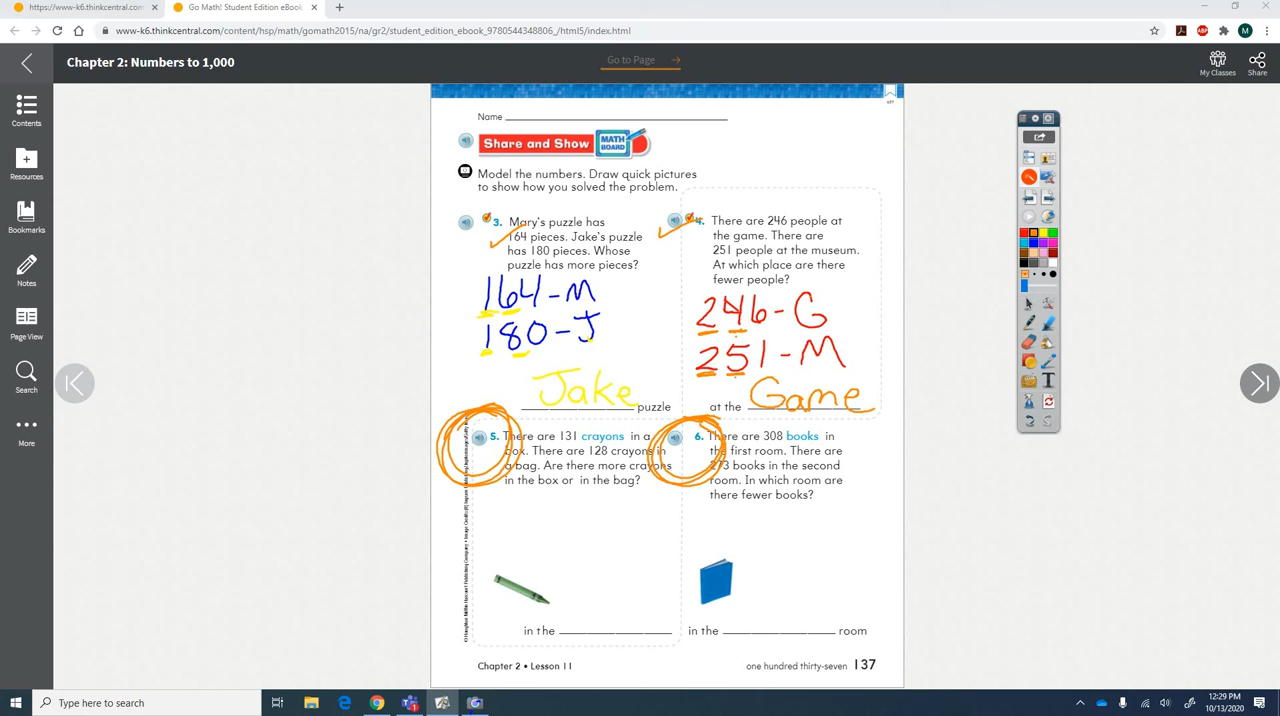 https://www-k6.thinkcentral.com/
Go Math! Student Edition eBook
www-k6.thinkcentral.com/content/hsp/math/gomath2015/na/gr2/student_edition_ebook_9780544348806_/html5/index.html
M
Chapter 2: Numbers to 1,000
Go to Page
My Classes
Share
Contents
Resources
Bookmarks
Notes
Page View
Search
More
Name
Share and Show
MATH
BOARD
Model the numbers. Draw quick pictures
to show how you solved the problem.
3. Mary's puzzle has
164 pieces. Jake's puzzle
has 180 pieces. Whose
puzzle has more pieces?
164 - M
180 - J
Jake puzzle
4. There are 246 people at
the game. There are
251 people at the museum.
At which place are there
fewer people?
246 - G
251 - M
at the Game
5. There are 131 crayons in a
box. There are 128 crayons in
a bag. Are there more crayons
in the box or in the bag?
in the
6. There are 308 books in
the first room. There are
273 books in the second
room. In which room are
there fewer books?
in the room
Chapter 2 • Lesson 11
one hundred thirty-seven 137
Type here to search
12:29 PM
10/13/2020